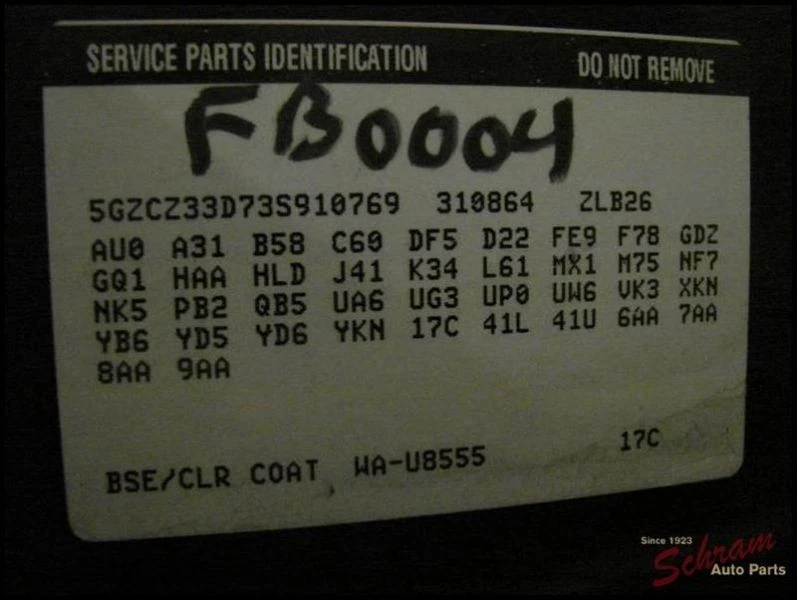 SERVICE PARTS IDENTIFICATION DO NOT REMOVE
FB0004
5GZCZ33D73S910769 310864 ZLB26
AU0 A31 B58 C60 DF5 D22 FE9 F78 GDZ
GQ1 HAA HLD J41 K34 L61 MX1 M75 NF7
NK5 PB2 QB5 UA6 UG3 UP0 UW6 VK3 XKN
YB6 YD5 YD6 YKN 17C 41L 41U 6AA 7AA
8AA 9AA
17C
BSE/CLR COAT WA-U8555
Since 1923
Schram
Auto Parts